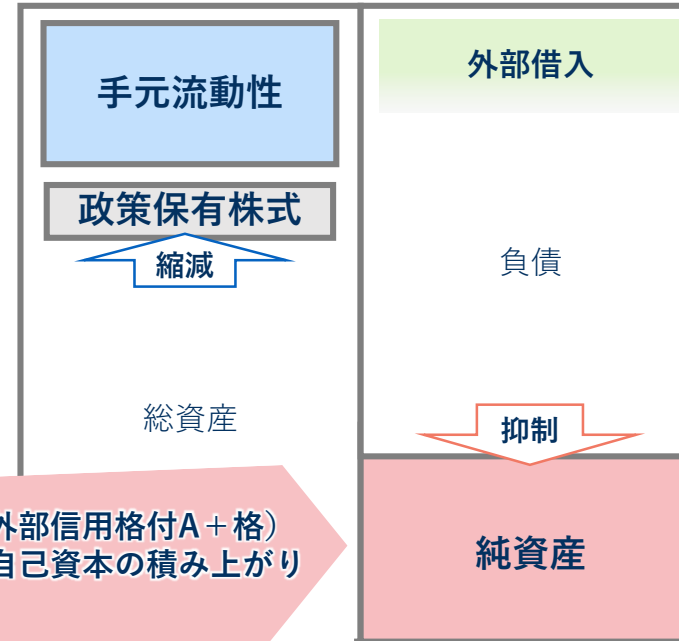 手元流動性
政策保有株式
縮減
総資産
外部信用格付A+格）
自己資本の積み上がり
外部借入
負債
抑制
純資産